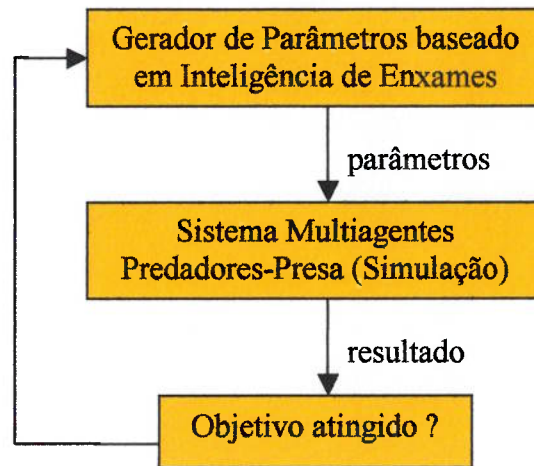 Gerador de Parâmetros baseado
em Inteligência de Enxames
parâmetros
Sistema Multiagentes
Predadores-Presa (Simulação)
resultado
Objetivo atingido ?